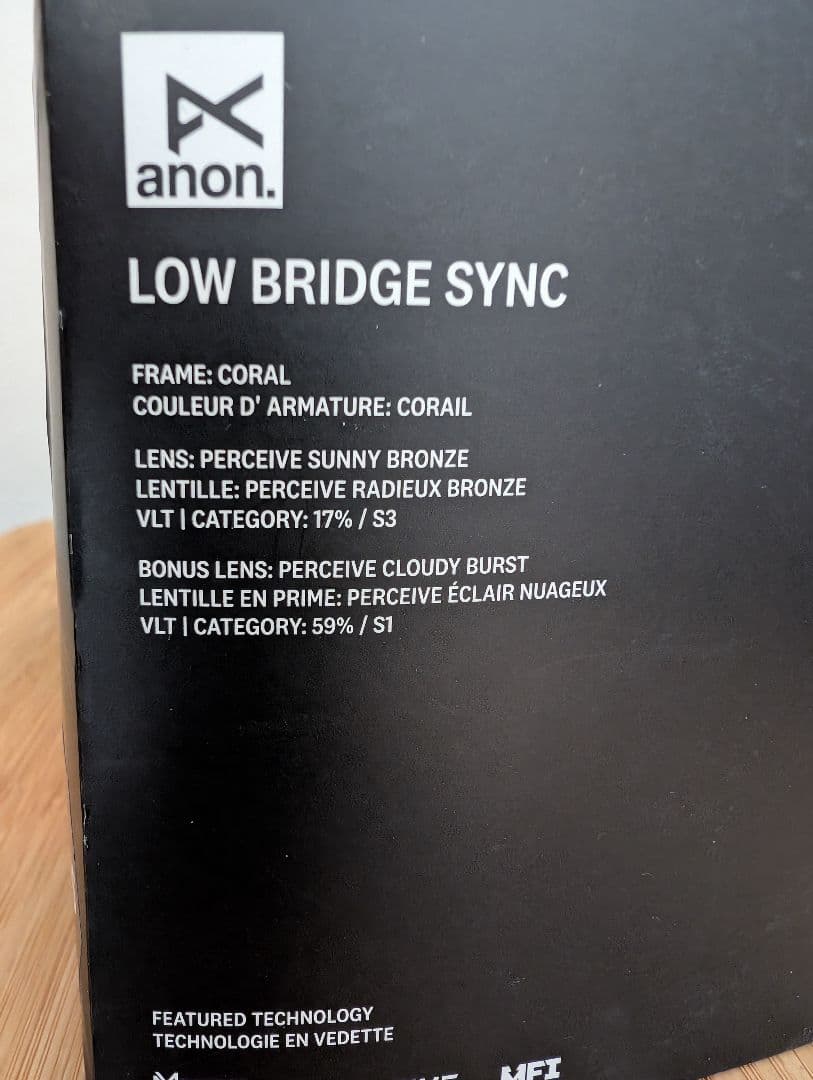 anon.
LOW BRIDGE SYNC
FRAME: CORAL
COULEUR D' ARMATURE: CORAIL
LENS: PERCEIVE SUNNY BRONZE
LENTILLE: PERCEIVE RADIEUX BRONZE
VLT | CATEGORY: 17% / S3
BONUS LENS: PERCEIVE CLOUDY BURST
LENTILLE EN PRIME: PERCEIVE ÉCLAIR NUAGEUX
VLT | CATEGORY: 59% / S1
FEATURED TECHNOLOGY
TECHNOLOGIE EN VEDETTE
MFI